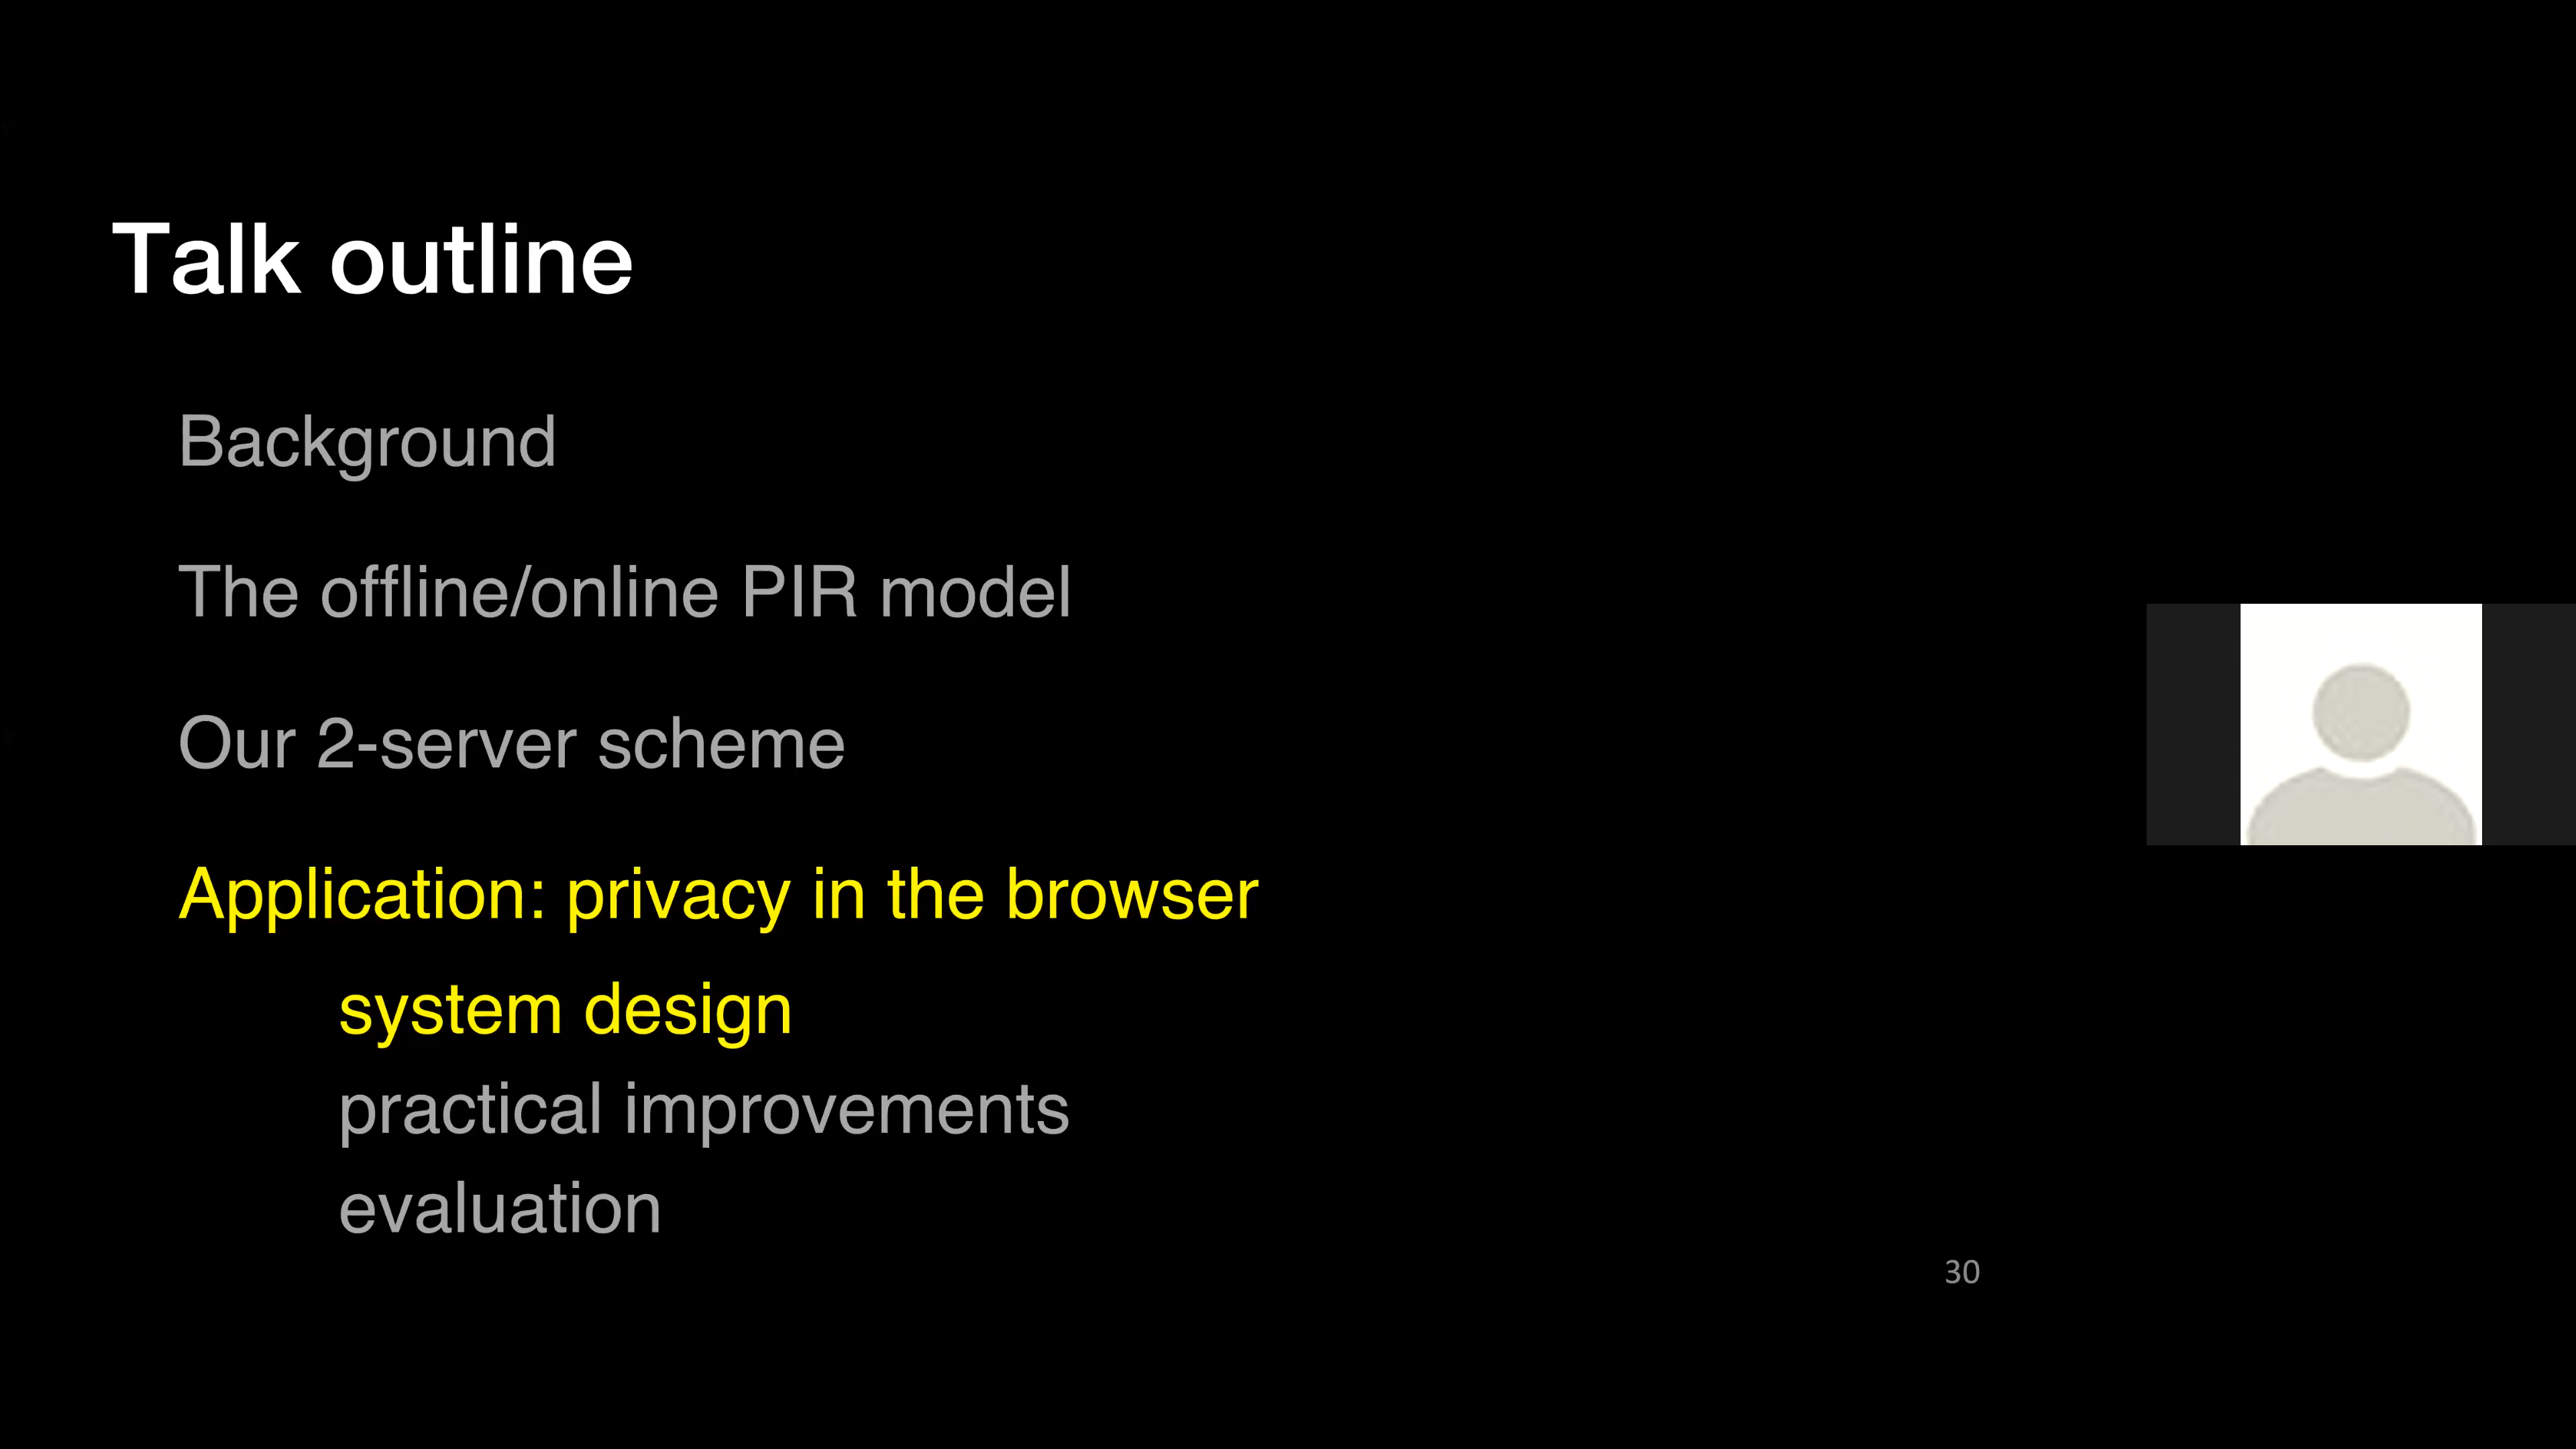 Talk outline
Background
The offline/online PIR model
Our 2-server scheme
Application: privacy in the browser
system design
practical improvements
evaluation
30